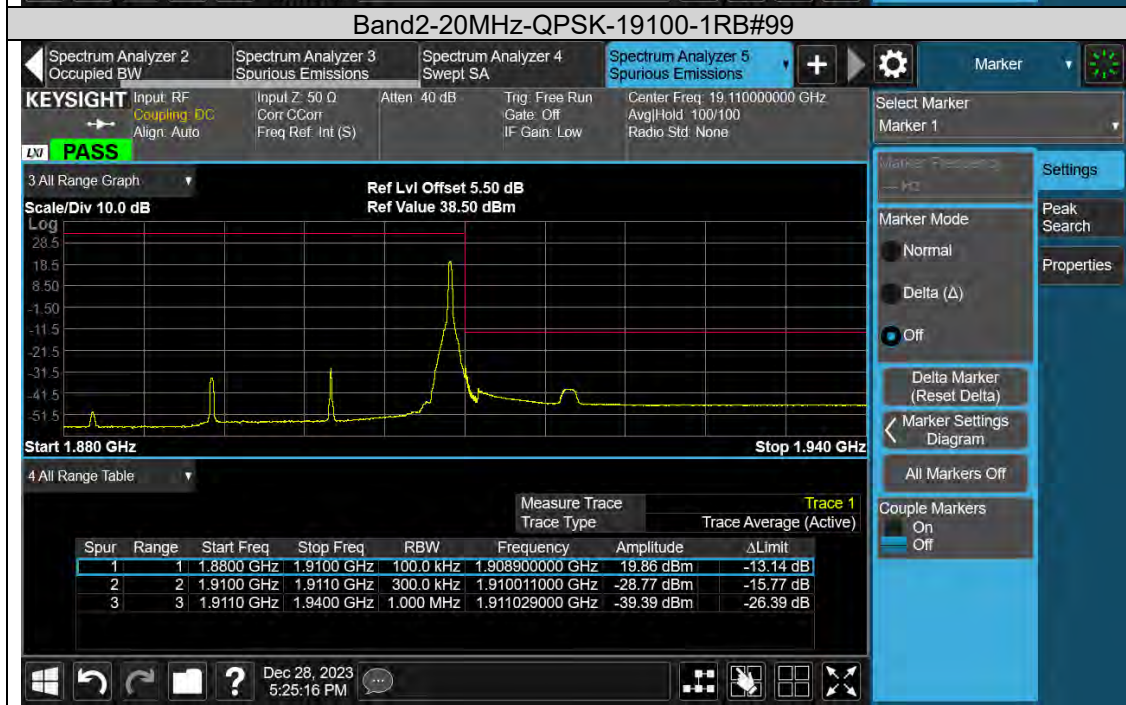 Band2-20MHz-QPSK-19100-1RB#99
Spectrum Analyzer 2
Occupied BW
Spectrum Analyzer 3
Spurious Emissions
Spectrum Analyzer 4
Swept SA
Spectrum Analyzer 5
Spurious Emissions
Marker
KEYSIGHT
Input: RF
Coupling: DC
Align: Auto
Input Z: 50 Ω
Corr CCorr
Freq Ref: Int (S)
Atten: 40 dB
Trig: Free Run
Gate: Off
IF Gain: Low
Center Freq: 19.110000000 GHz
Avg|Hold: 100/100
Radio Std: None
LXI PASS
Select Marker
Marker 1
Marker Frequency
--- Hz
Settings
Peak
Search
Properties
Marker Mode
Normal
Delta (Δ)
Off
Delta Marker
(Reset Delta)
Marker Settings
Diagram
All Markers Off
Couple Markers
On
Off
3 All Range Graph
Scale/Div 10.0 dB
Ref Lvl Offset 5.50 dB
Ref Value 38.50 dBm
Log
28.5
18.5
8.50
-1.50
-11.5
-21.5
-31.5
-41.5
-51.5
Start 1.880 GHz
Stop 1.940 GHz
4 All Range Table
Measure Trace Trace 1
Trace Type Trace Average (Active)
Spur Range Start Freq Stop Freq RBW Frequency Amplitude ΔLimit
1 1 1.8800 GHz 1.9100 GHz 100.0 kHz 1.908900000 GHz 19.86 dBm -13.14 dB
2 2 1.9100 GHz 1.9110 GHz 300.0 kHz 1.910011000 GHz -28.77 dBm -15.77 dB
3 3 1.9110 GHz 1.9400 GHz 1.000 MHz 1.911029000 GHz -39.39 dBm -26.39 dB
?
Dec 28, 2023
5:25:16 PM